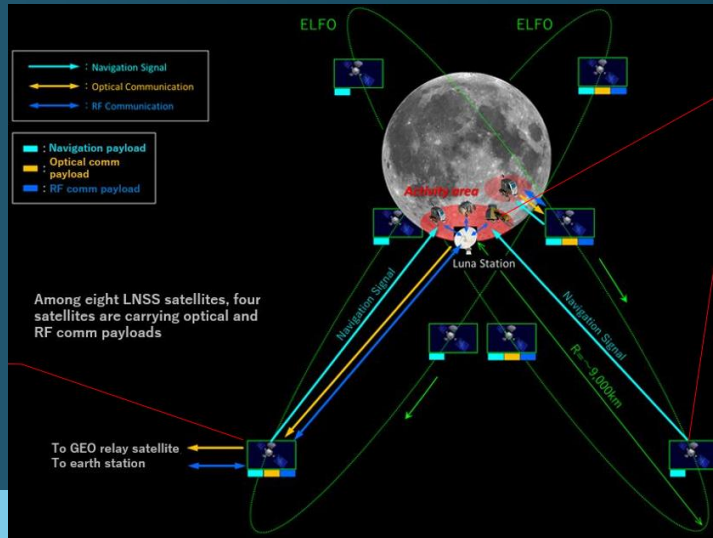 ELFO
ELFO
: Navigation Signal
: Optical Communication
: RF Communication
: Navigation payload
: Optical comm
payload
: RF comm payload
Activity area
Luna Station
Navigation Signal
Navigation Signal
R=~9,000km
Among eight LNSS satellites, four
satellites are carrying optical and
RF comm payloads
To GEO relay satellite
To earth station